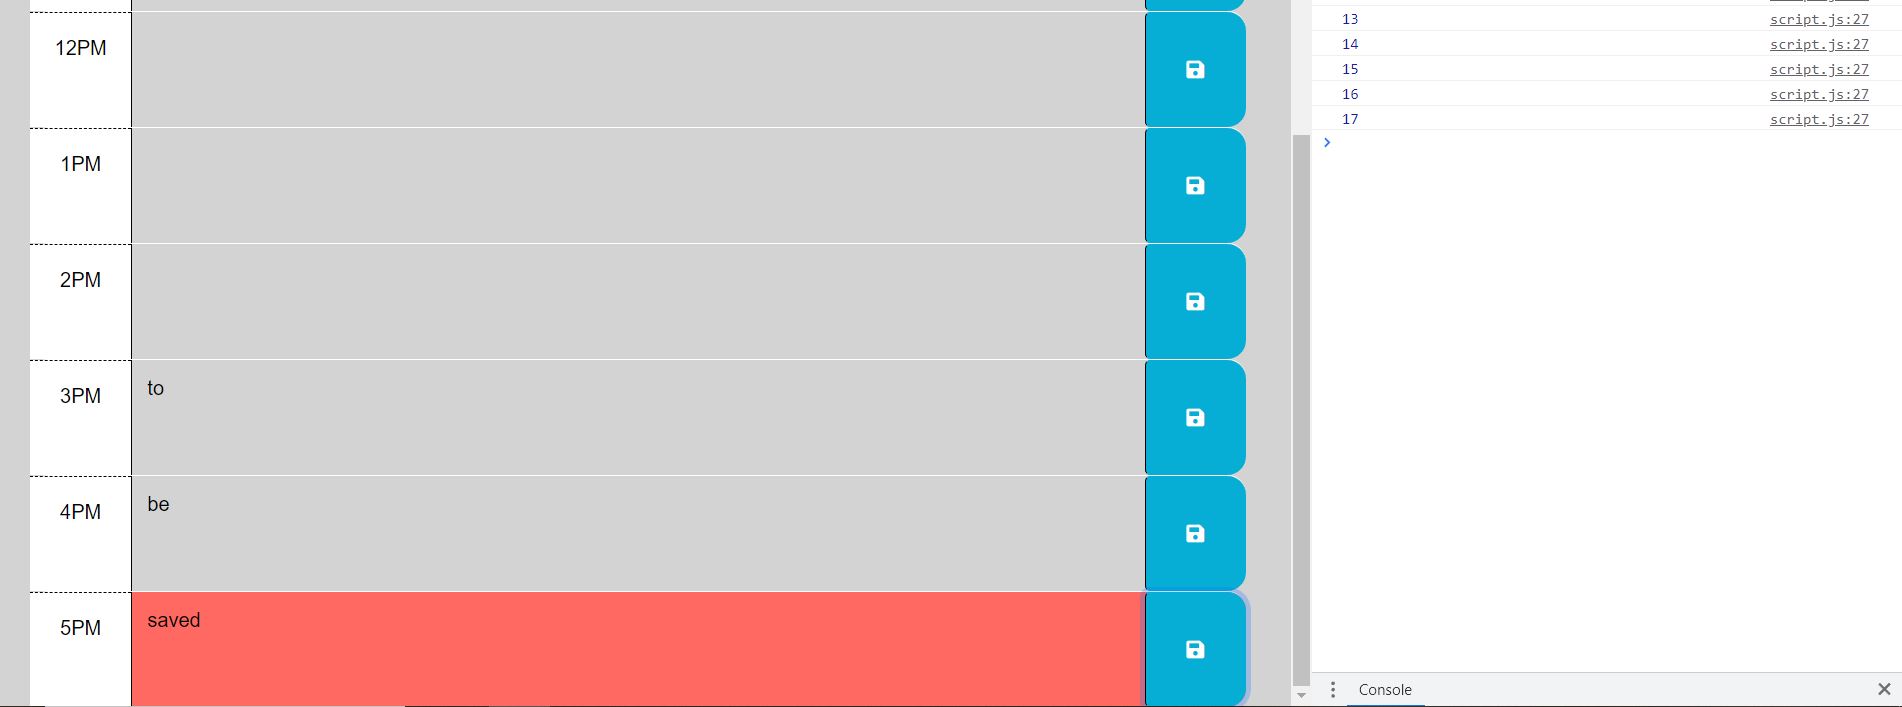 12PM
1PM
2PM
3PM to
4PM be
5PM saved
13 script.js:27
14 script.js:27
15 script.js:27
16 script.js:27
17 script.js:27
Console